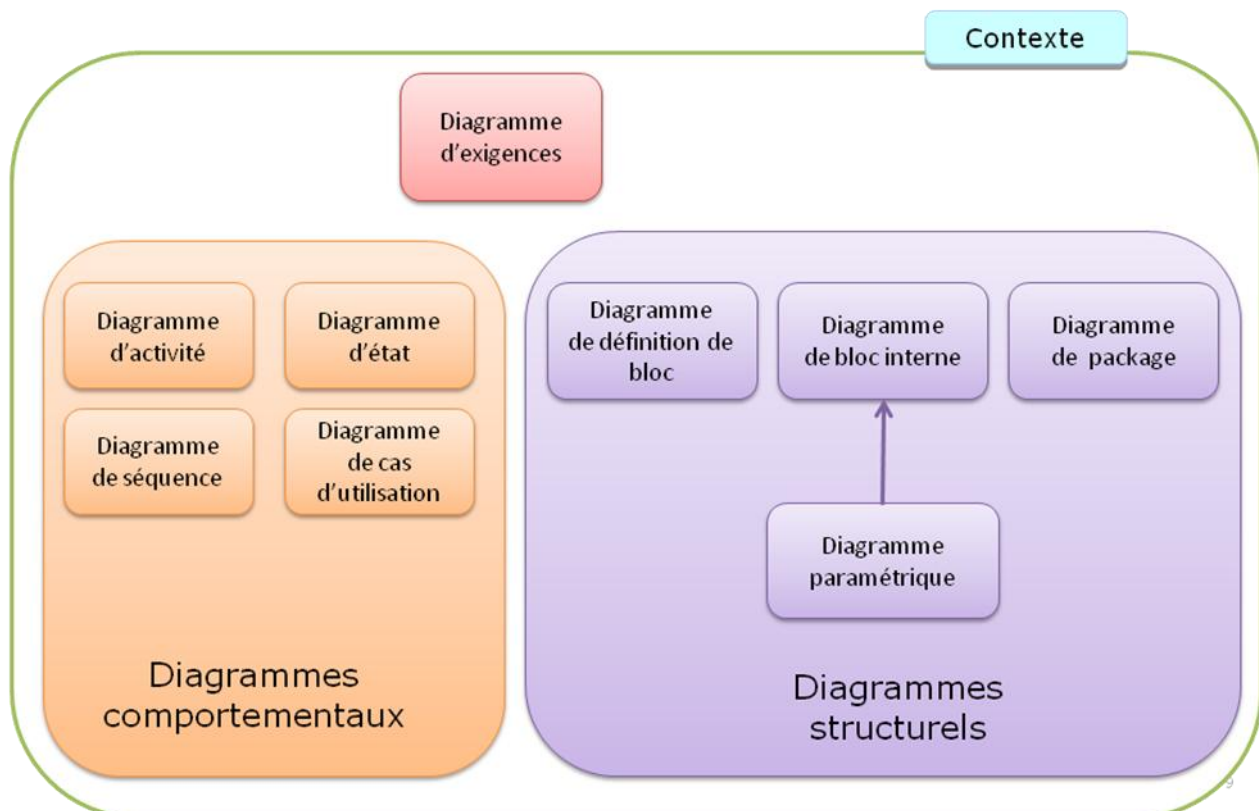 Contexte
Diagramme
d'exigences
Diagramme
d'activité
Diagramme
d'état
Diagramme
de séquence
Diagramme
de cas
d'utilisation
Diagrammes
comportementaux
Diagramme
de définition de
bloc
Diagramme
de bloc interne
Diagramme
de package
Diagramme
paramétrique
Diagrammes
structurels
9